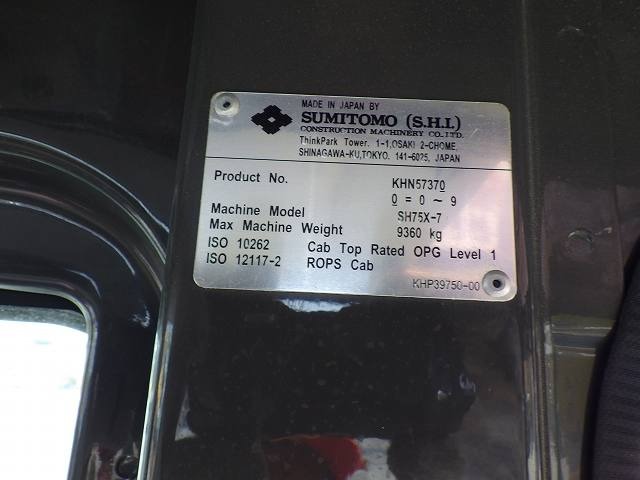 MADE IN JAPAN BY
SUMITOMO (S.H.I.)
CONSTRUCTION MACHINERY CO.,LTD.
ThinkPark Tower. 1-1,OSAKI 2-CHOME,
SHINAGAWA-KU,TOKYO. 141-6025, JAPAN
Product No. KHN57370
0 = 0 ~ 9
Machine Model SH75X-7
Max Machine Weight 9360 kg
ISO 10262 Cab Top Rated OPG Level 1
ISO 12117-2 ROPS Cab
KHP39750-00